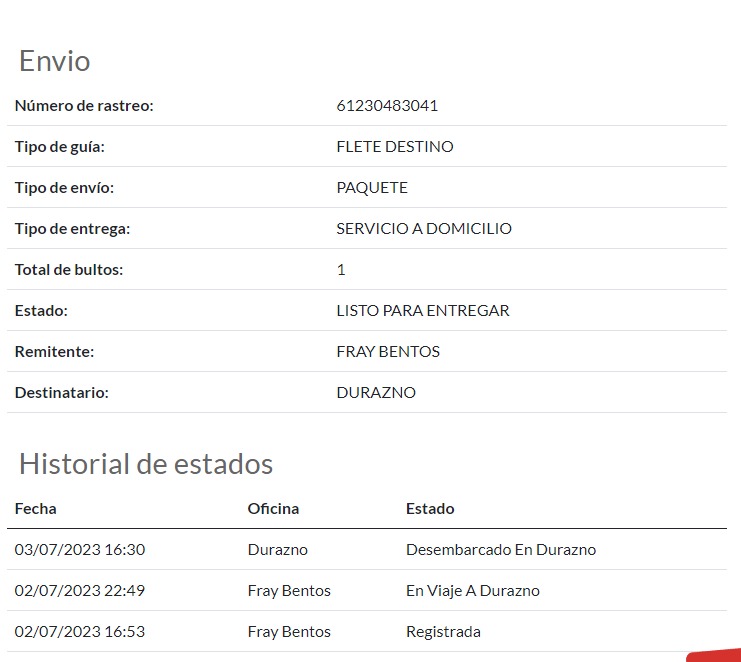 Envio
Número de rastreo: 61230483041
Tipo de guía: FLETE DESTINO
Tipo de envío: PAQUETE
Tipo de entrega: SERVICIO A DOMICILIO
Total de bultos: 1
Estado: LISTO PARA ENTREGAR
Remitente: FRAY BENTOS
Destinatario: DURAZNO
Historial de estados
Fecha Oficina Estado
03/07/2023 16:30 Durazno Desembarcado En Durazno
02/07/2023 22:49 Fray Bentos En Viaje A Durazno
02/07/2023 16:53 Fray Bentos Registrada